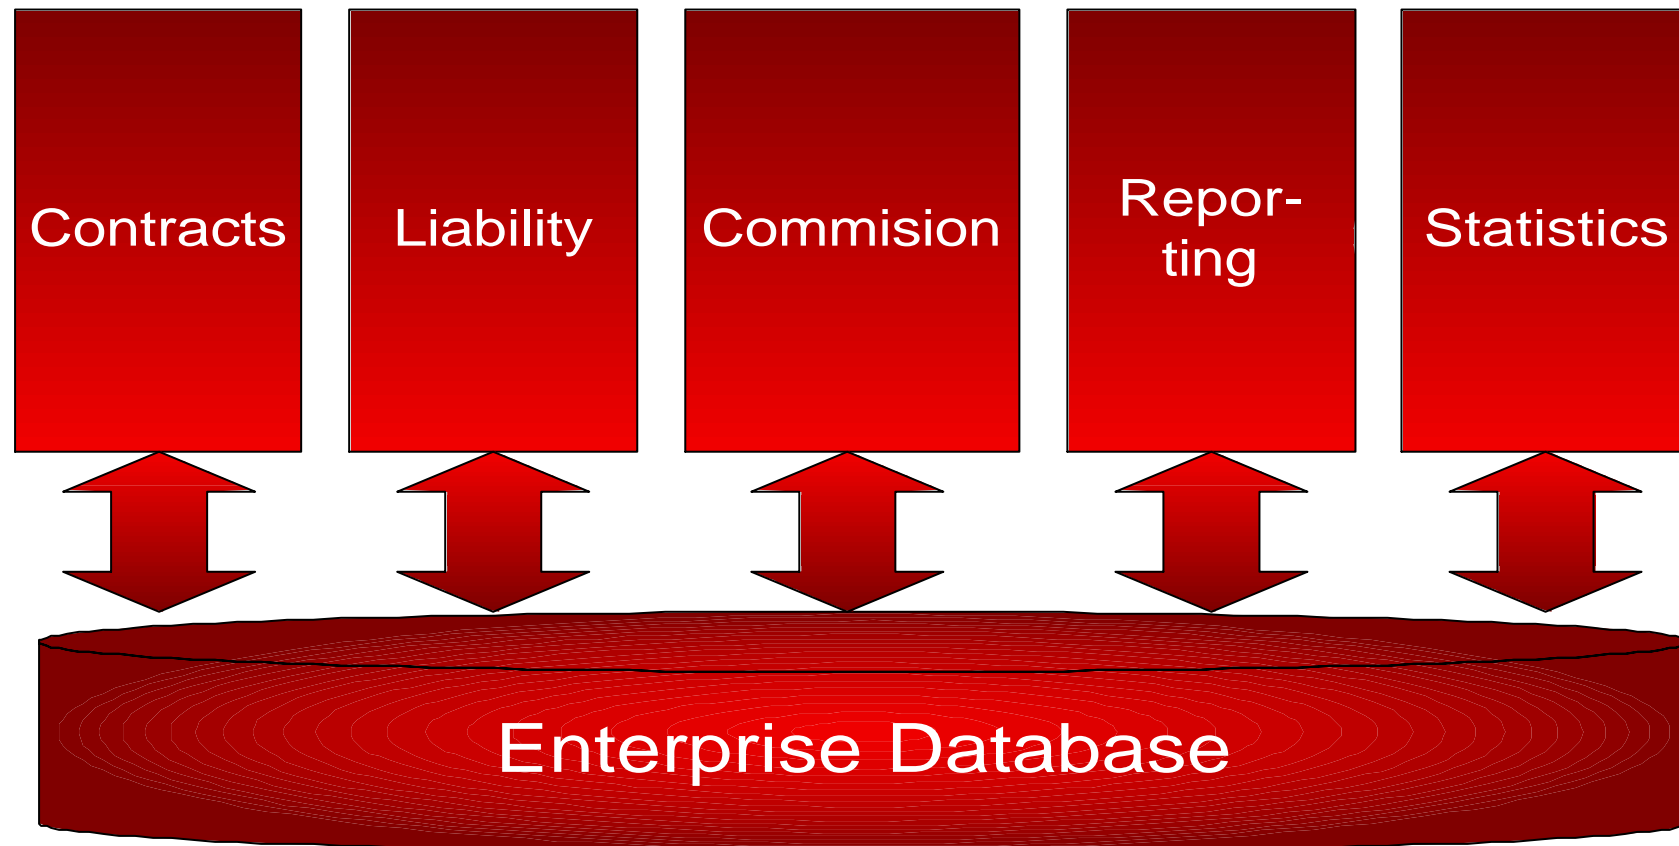 Contracts
Liability
Commision
Repor-
ting
Statistics
Enterprise Database